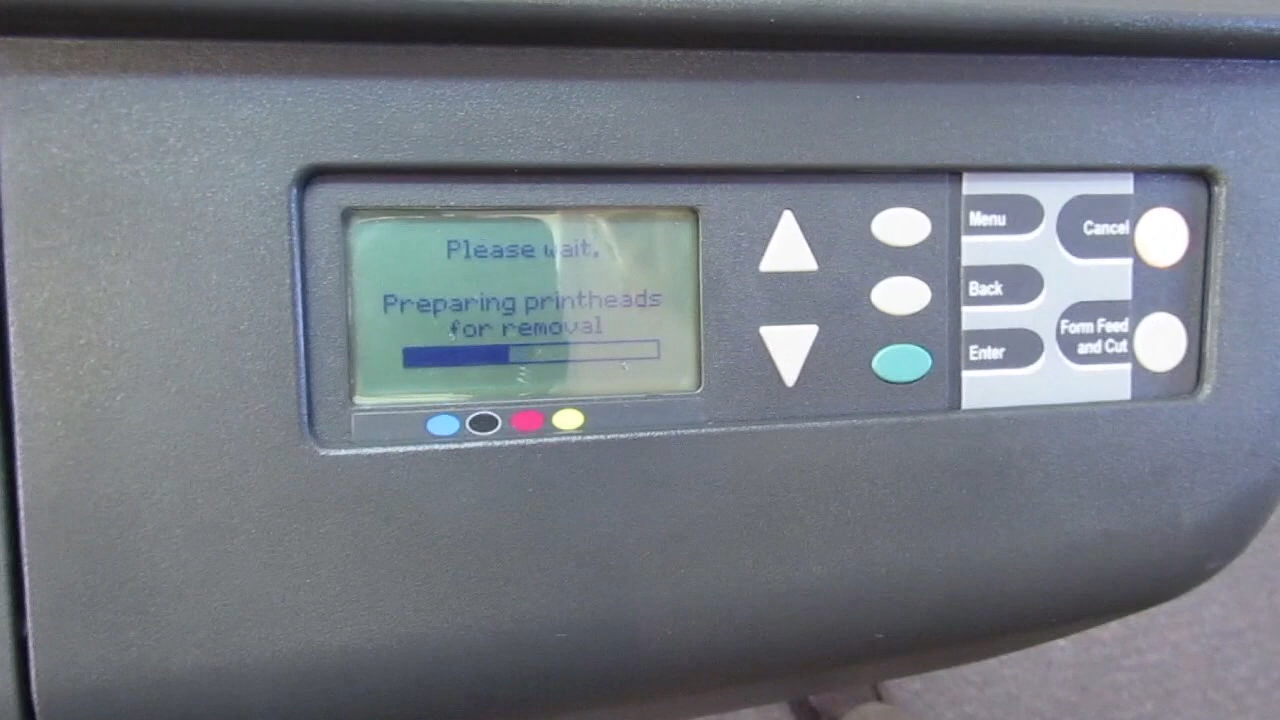 Please wait.
Preparing printheads
for removal
Menu
Back
Enter
Cancel
Form Feed
and Cut